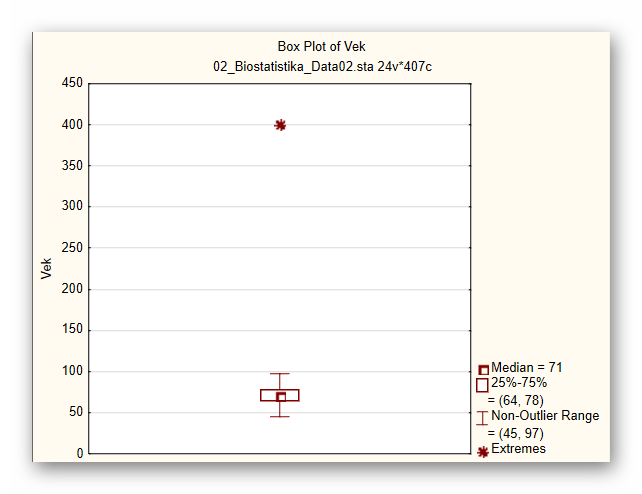 Box Plot of Vek
02_Biostatistika_Data02.sta 24v*407c
450
400
350
300
250
200
150
100
50
0
Vek
Median = 71
25%-75%
= (64, 78)
Non-Outlier Range
= (45, 97)
Extremes